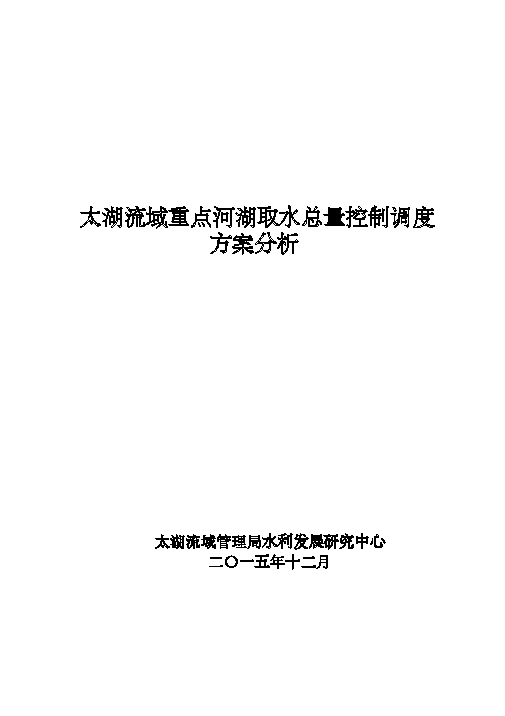 太湖流域重点河湖取水总量控制调度
方案分析
太湖流域管理局水利发展研究中心
二〇一五年十二月